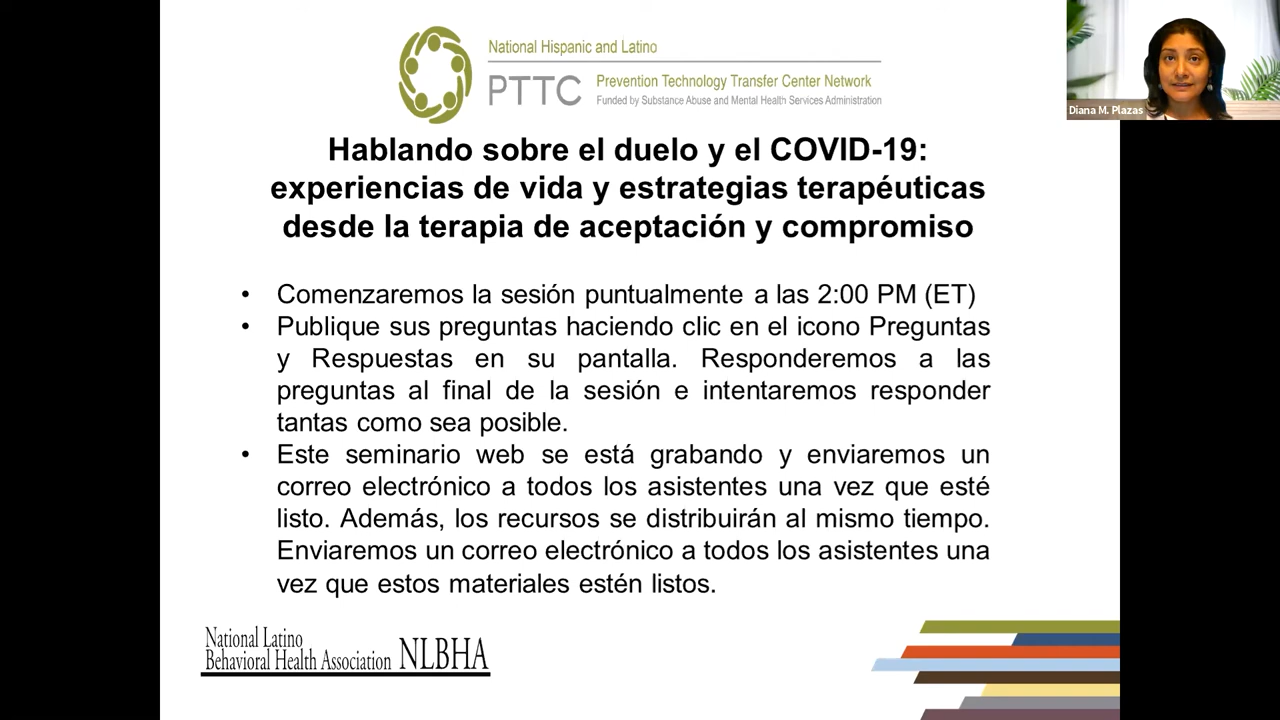 National Hispanic and Latino
PTTC
Prevention Technology Transfer Center Network
Funded by Substance Abuse and Mental Health Services Administration
Diana M. Plazas
Hablando sobre el duelo y el COVID-19:
experiencias de vida y estrategias terapéuticas
desde la terapia de aceptación y compromiso
• Comenzaremos la sesión puntualmente a las 2:00 PM (ET)
• Publique sus preguntas haciendo clic en el icono Preguntas
y Respuestas en su pantalla. Responderemos a las
preguntas al final de la sesión e intentaremos responder
tantas como sea posible.
• Este seminario web se está grabando y enviaremos un
correo electrónico a todos los asistentes una vez que esté
listo. Además, los recursos se distribuirán al mismo tiempo.
Enviaremos un correo electrónico a todos los asistentes una
vez que estos materiales estén listos.
National Latino
Behavioral Health Association NLBHA